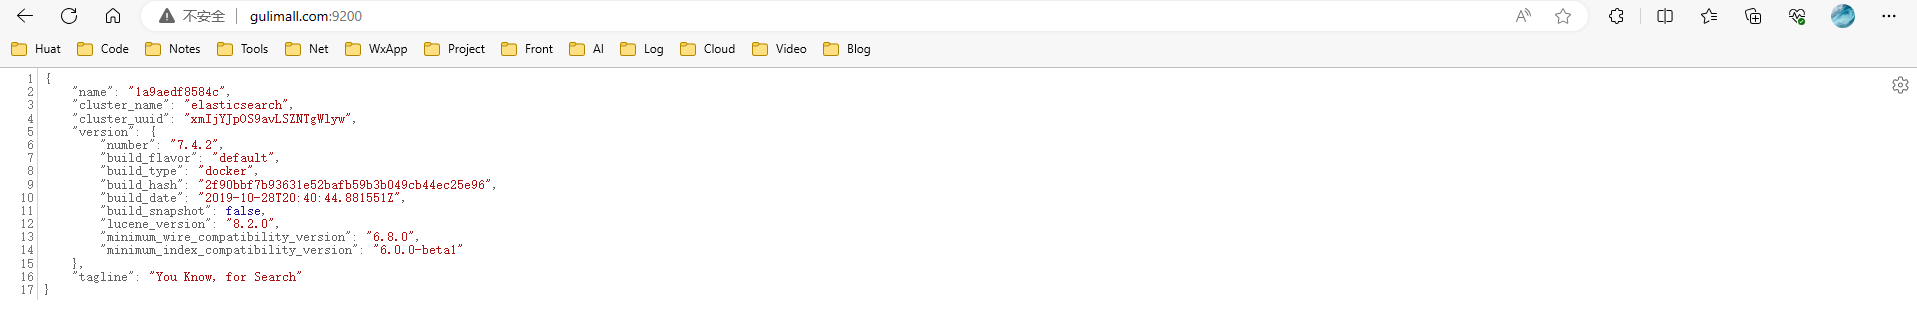 不安全 gulimall.com:9200
Huat Code Notes Tools Net WxApp Project Front AI Log Cloud Video Blog
1 {
2 "name": "1a9aedf8584c",
3 "cluster_name": "elasticsearch",
4 "cluster_uuid": "xmIjYJpOS9avLSZNTgWlyw",
5 "version": {
6 "number": "7.4.2",
7 "build_flavor": "default",
8 "build_type": "docker",
9 "build_hash": "2f90bbf7b93631e52bafb59b3b049cb44ec25e96",
10 "build_date": "2019-10-28T20:40:44.881551Z",
11 "build_snapshot": false,
12 "lucene_version": "8.2.0",
13 "minimum_wire_compatibility_version": "6.8.0",
14 "minimum_index_compatibility_version": "6.0.0-beta1"
15 },
16 "tagline": "You Know, for Search"
17 }